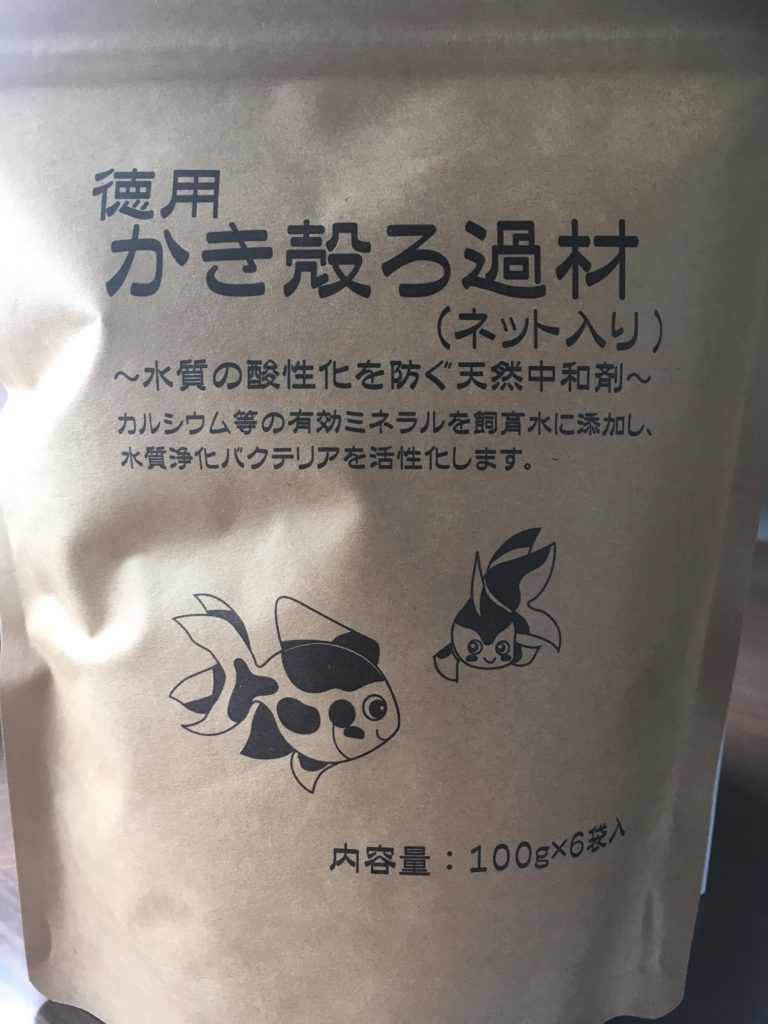 徳用
かき殻ろ過材
(ネット入り)
～水質の酸性化を防ぐ天然中和剤～
カルシウム等の有効ミネラルを飼育水に添加し、
水質浄化バクテリアを活性化します。
内容量：100g×6袋入